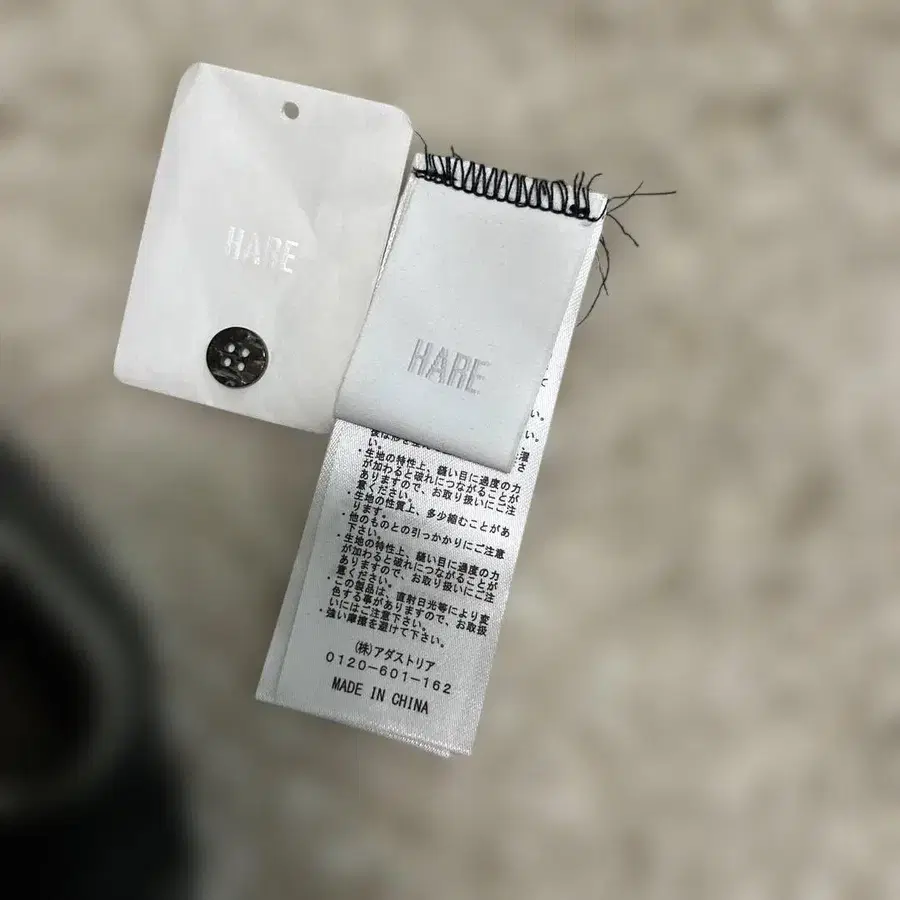 HARE
HARE
い。
い。
濯
さ
い。
・生地の特性上、縫い目に過度の力
が加わると破れにつながることが
ありますので、お取り扱いにご注
意ください。
・生地の性質上、多少縮むことがあ
ります。
・他のものとの引っかかりにご注意
下さい。
・生地の特性上、縫い目に過度の力
が加わると破れにつながることが
ありますので、お取り扱いにご注
意ください。
・この製品は、直射日光等により変
色する事がありますので、お取扱
いにはご注意下さい。
・強い摩擦を避けて下さい。
(株)アダストリア
0120-601-162
MADE IN CHINA